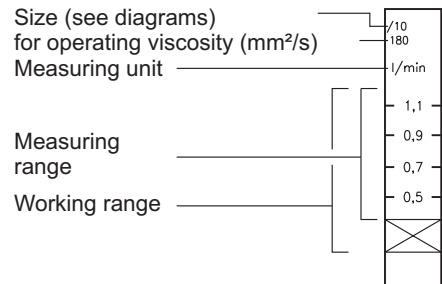 Size (see diagrams)
/10
for operating viscosity (mm²/s)
180
Measuring unit
l/min
1,1
0,9
Measuring
range
0,7
Working range
0,5